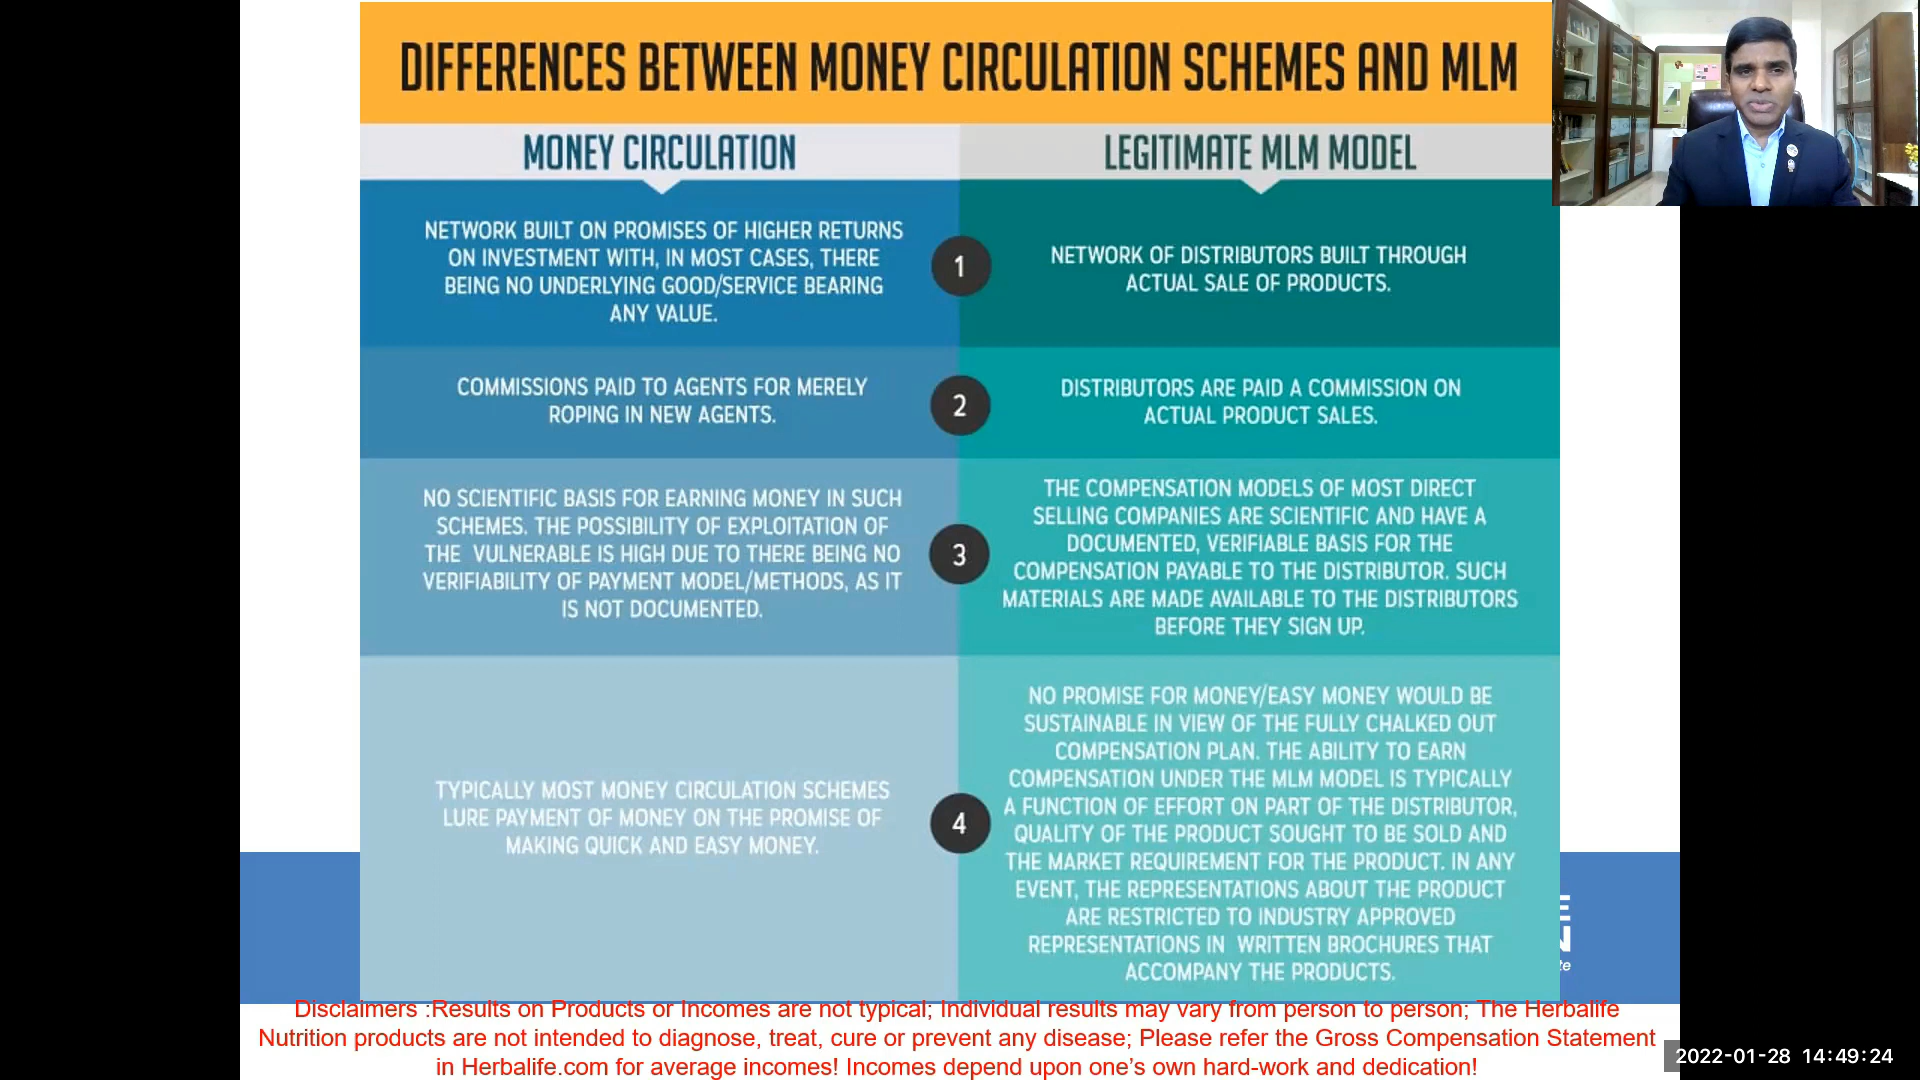 DIFFERENCES BETWEEN MONEY CIRCULATION SCHEMES AND MLM
MONEY CIRCULATION
LEGITIMATE MLM MODEL
NETWORK BUILT ON PROMISES OF HIGHER RETURNS
ON INVESTMENT WITH, IN MOST CASES, THERE
BEING NO UNDERLYING GOOD/SERVICE BEARING
ANY VALUE.
1
NETWORK OF DISTRIBUTORS BUILT THROUGH
ACTUAL SALE OF PRODUCTS.
COMMISSIONS PAID TO AGENTS FOR MERELY
ROPING IN NEW AGENTS.
2
DISTRIBUTORS ARE PAID A COMMISSION ON
ACTUAL PRODUCT SALES.
NO SCIENTIFIC BASIS FOR EARNING MONEY IN SUCH
SCHEMES. THE POSSIBILITY OF EXPLOITATION OF
THE VULNERABLE IS HIGH DUE TO THERE BEING NO
VERIFIABILITY OF PAYMENT MODEL/METHODS, AS IT
IS NOT DOCUMENTED.
3
THE COMPENSATION MODELS OF MOST DIRECT
SELLING COMPANIES ARE SCIENTIFIC AND HAVE A
DOCUMENTED, VERIFIABLE BASIS FOR THE
COMPENSATION PAYABLE TO THE DISTRIBUTOR. SUCH
MATERIALS ARE MADE AVAILABLE TO THE DISTRIBUTORS
BEFORE THEY SIGN UP.
TYPICALLY MOST MONEY CIRCULATION SCHEMES
LURE PAYMENT OF MONEY ON THE PROMISE OF
MAKING QUICK AND EASY MONEY.
4
NO PROMISE FOR MONEY/EASY MONEY WOULD BE
SUSTAINABLE IN VIEW OF THE FULLY CHALKED OUT
COMPENSATION PLAN. THE ABILITY TO EARN
COMPENSATION UNDER THE MLM MODEL IS TYPICALLY
A FUNCTION OF EFFORT ON PART OF THE DISTRIBUTOR,
QUALITY OF THE PRODUCT SOUGHT TO BE SOLD AND
THE MARKET REQUIREMENT FOR THE PRODUCT. IN ANY
EVENT, THE REPRESENTATIONS ABOUT THE PRODUCT
ARE RESTRICTED TO INDUSTRY APPROVED
REPRESENTATIONS IN WRITTEN BROCHURES THAT
ACCOMPANY THE PRODUCTS.
Disclaimers :Results on Products or Incomes are not typical; Individual results may vary from person to person; The Herbalife
Nutrition products are not intended to diagnose, treat, cure or prevent any disease; Please refer the Gross Compensation Statement
in Herbalife.com for average incomes! Incomes depend upon one’s own hard-work and dedication!
2022-01-28 14:49:24